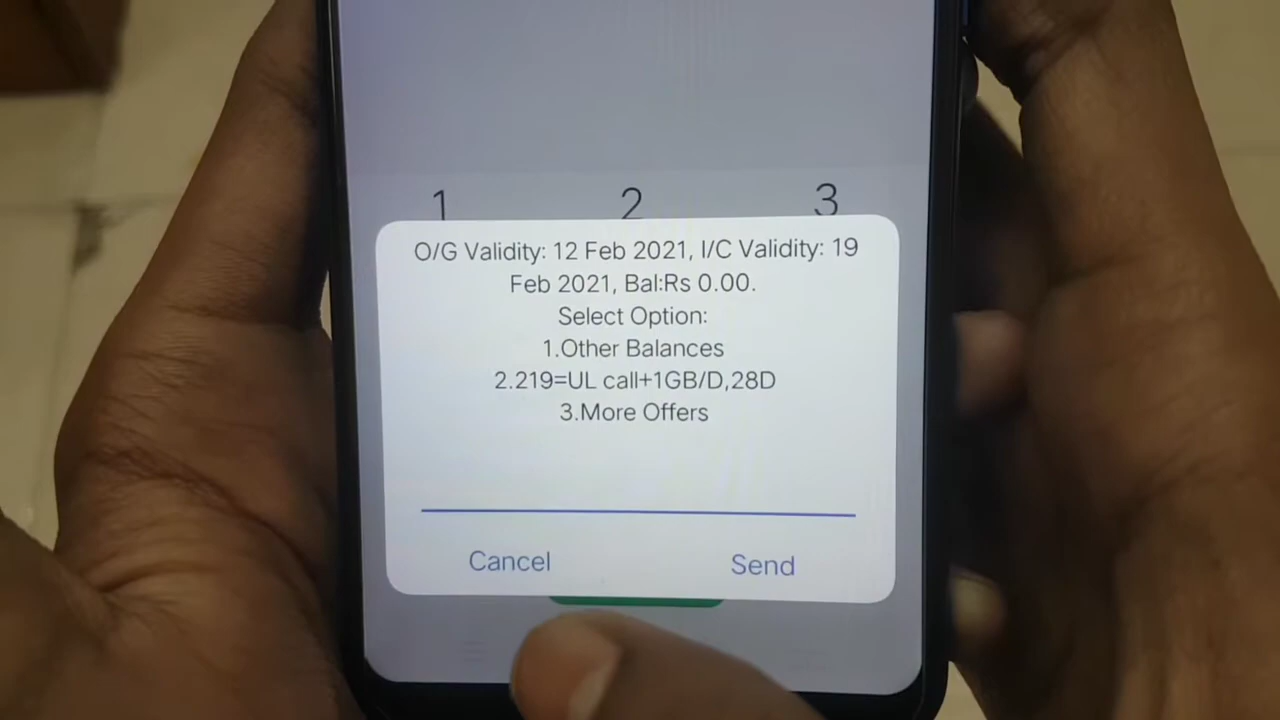 1 2 3
O/G Validity: 12 Feb 2021, I/C Validity: 19
Feb 2021, Bal:Rs 0.00.
Select Option:
1.Other Balances
2.219=UL call+1GB/D,28D
3.More Offers
Cancel Send